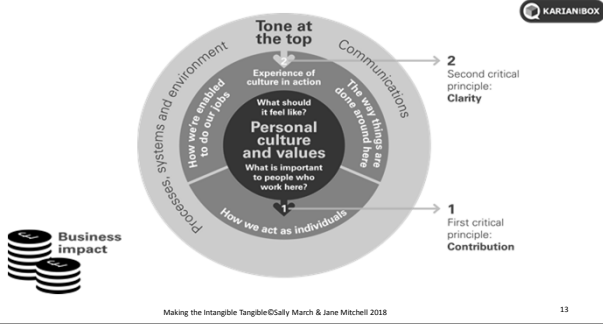 KARIAN BOX
Tone at
the top
2
Processes, systems and environment
Communications
Experience of
culture in action
How we're enabled
to do our jobs
The way things are
done around here
What should
it feel like?
Personal
culture
and values
What is important
to people who
work here?
1
How we act as individuals
2
Second critical
principle:
Clarity
1
First critical
principle:
Contribution
£
£
Business
impact
Making the Intangible Tangible©Sally March & Jane Mitchell 2018
13